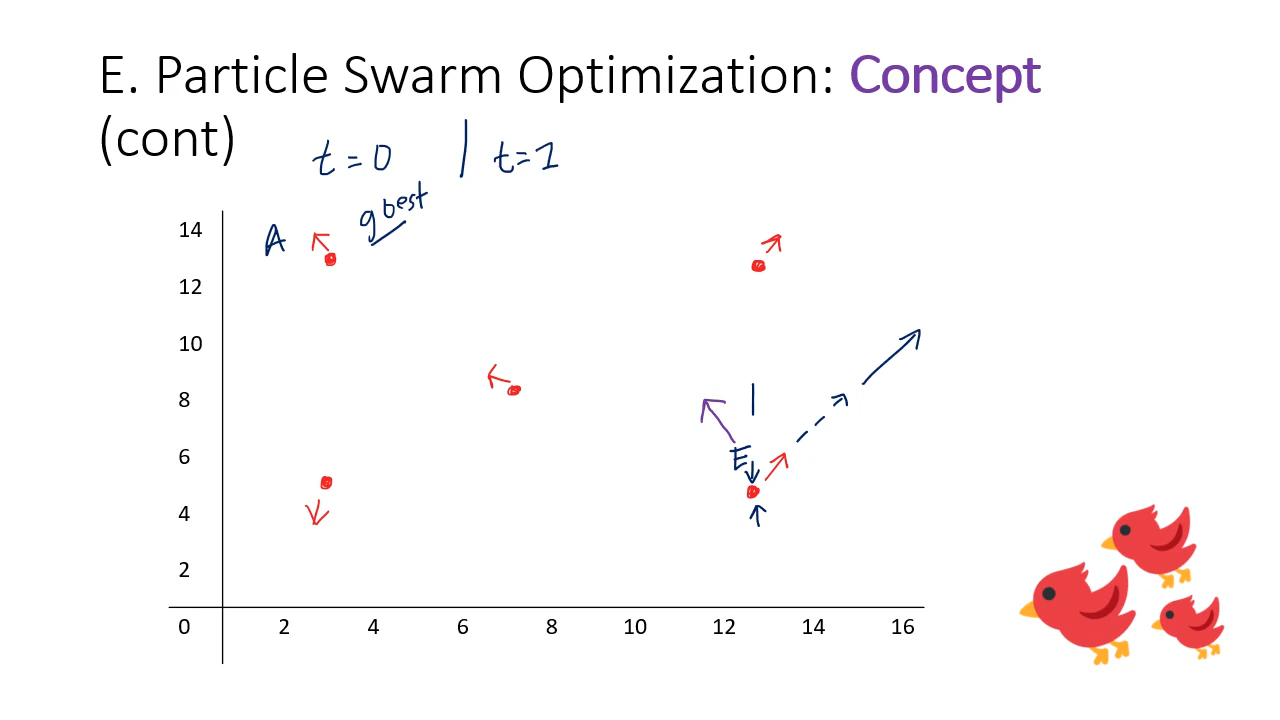 E. Particle Swarm Optimization: Concept
(cont)
t=0 | t=1
gbest
A
14
12
10
8
6
4
2
E
0 2 4 6 8 10 12 14 16